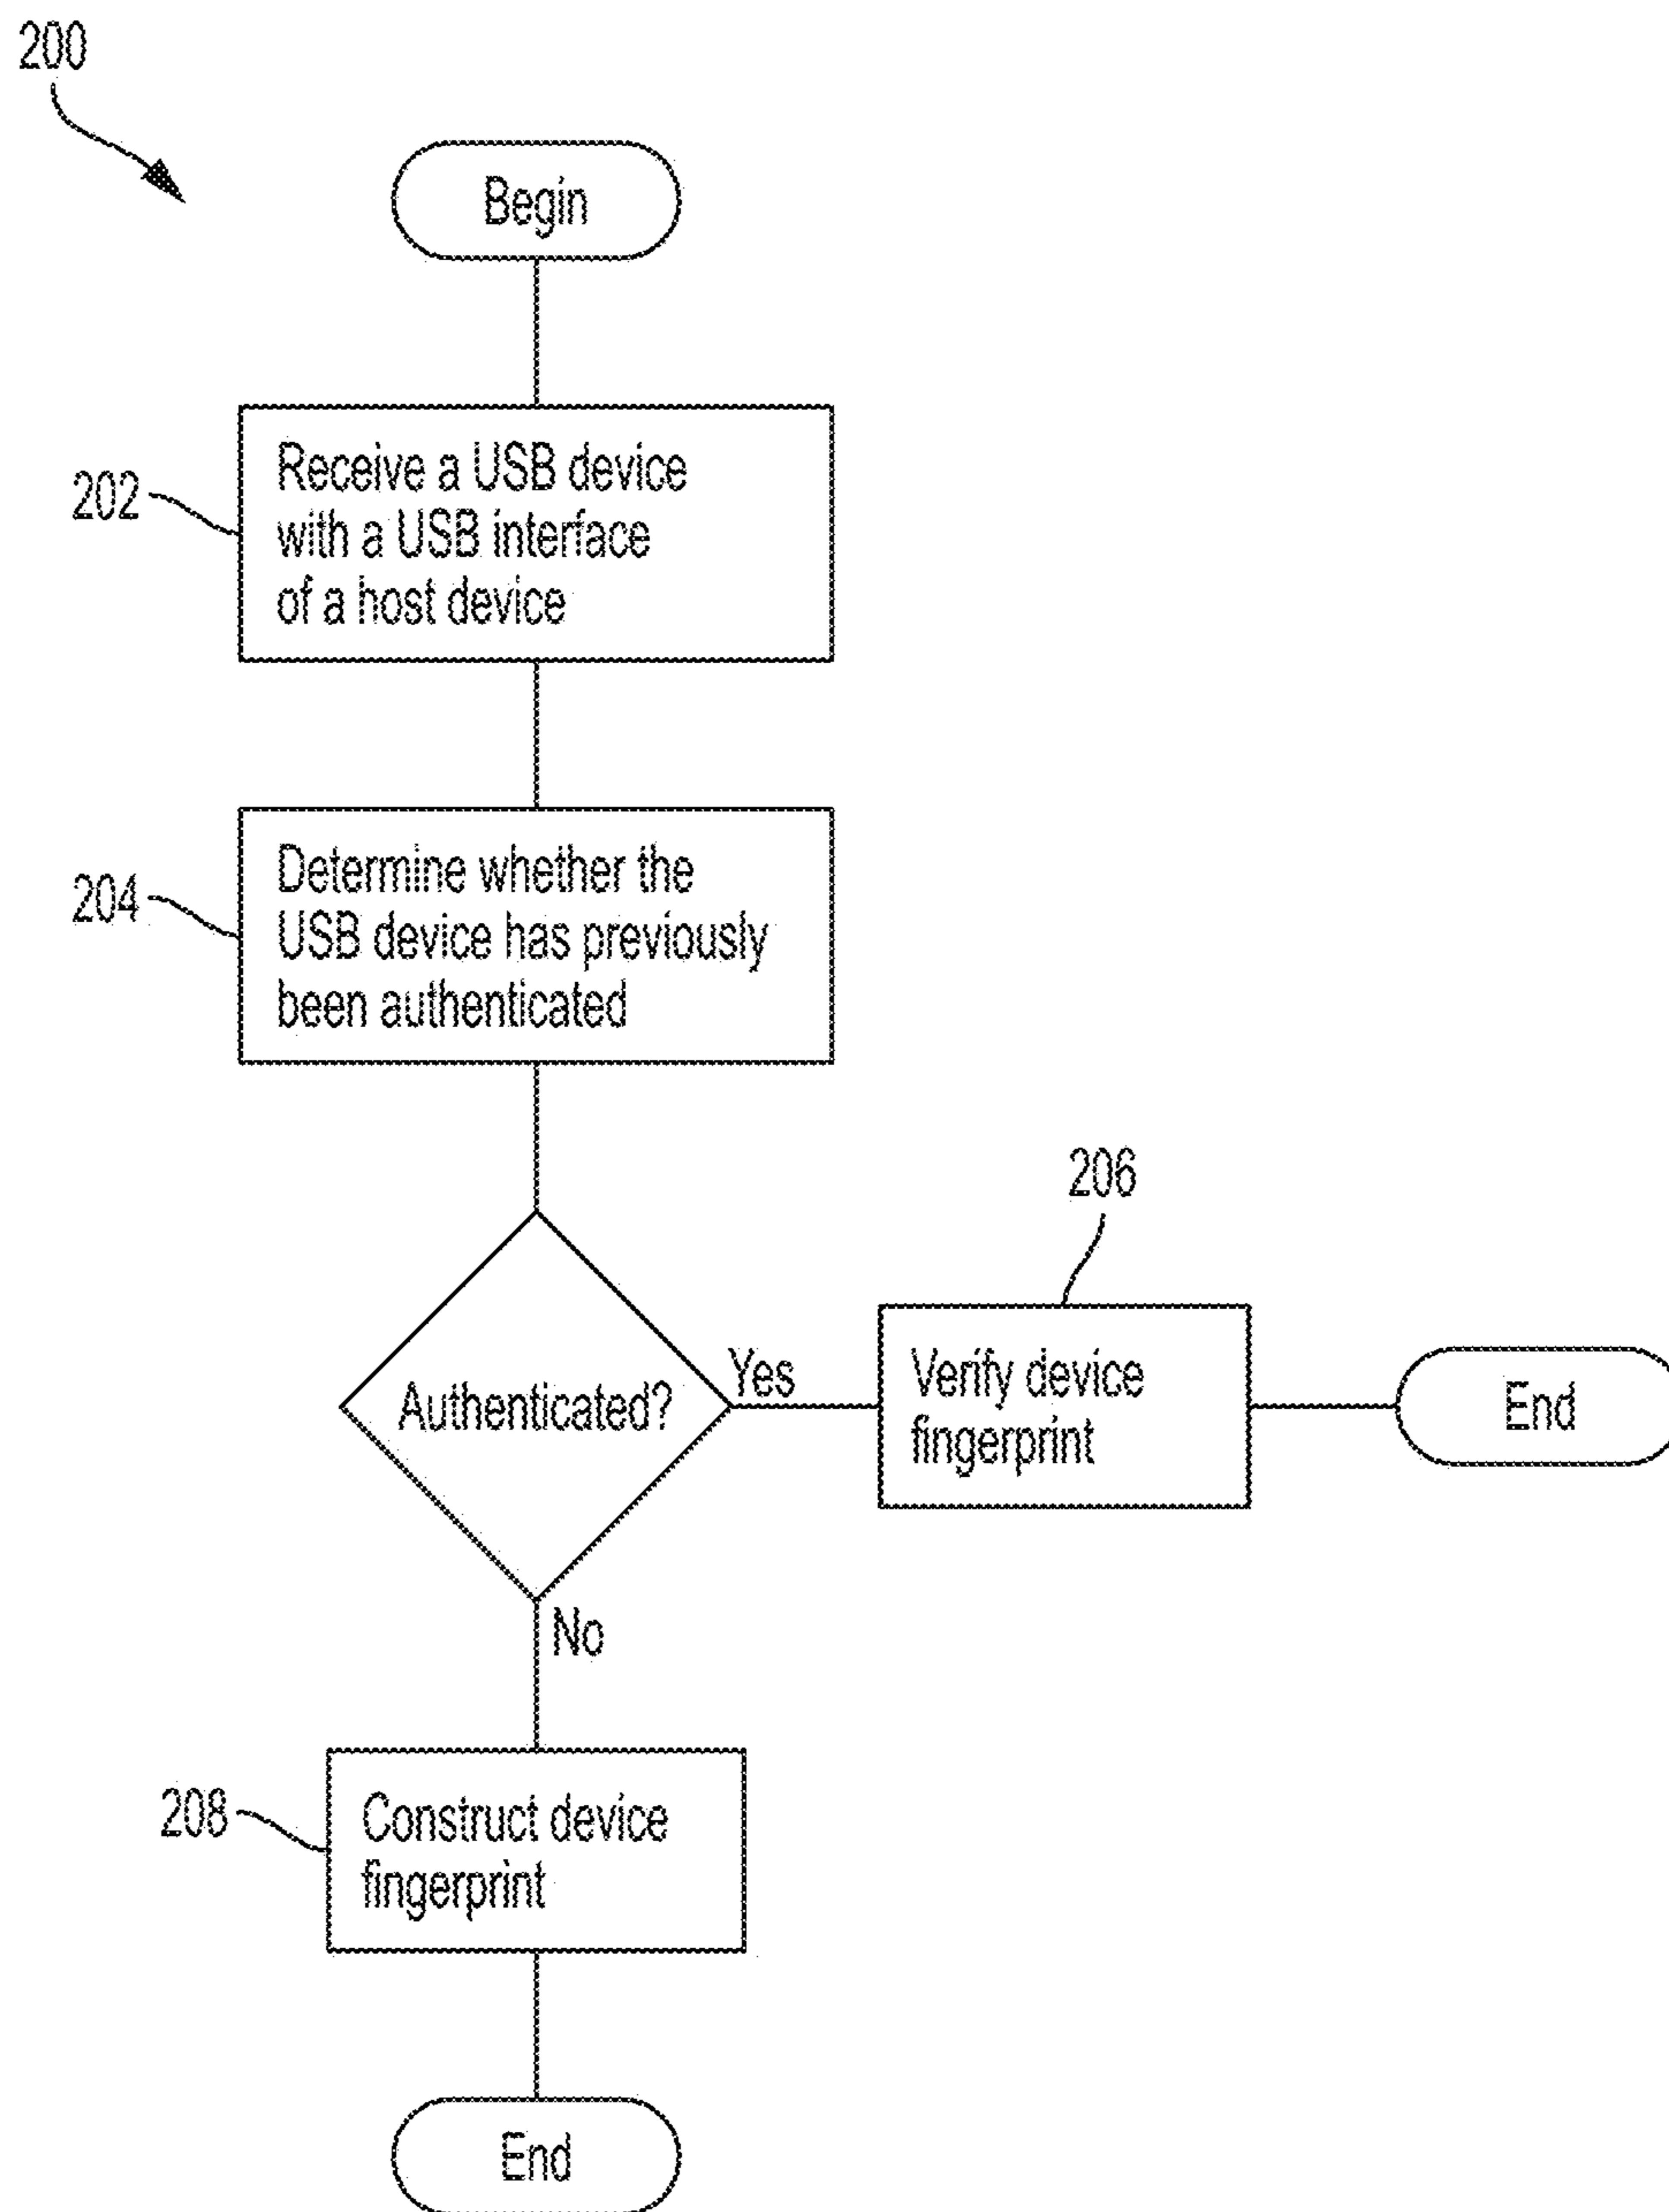 200
Begin
202
Receive a USB device
with a USB interface
of a host device
204
Determine whether the
USB device has previously
been authenticated
206
Authenticated?
Yes
Verify device
fingerprint
End
No
208
Construct device
fingerprint
End